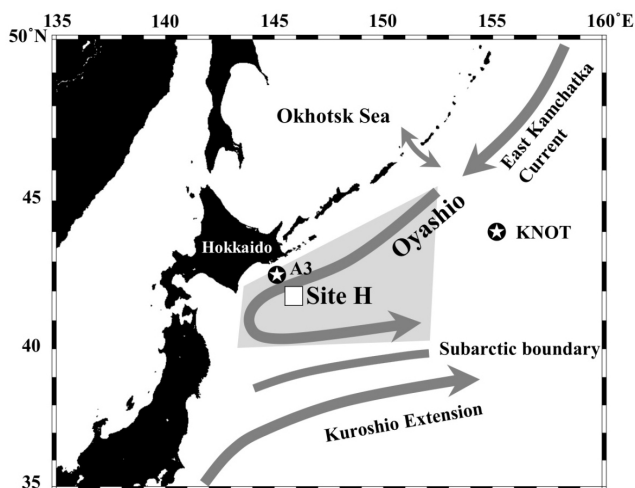 135 140 145 150 155 160˚E
50˚N
Okhotsk Sea
East Kamchatka
Current
45
Oyashio
KNOT
Hokkaido
A3
Site H
40
Subarctic boundary
Kuroshio Extension
35